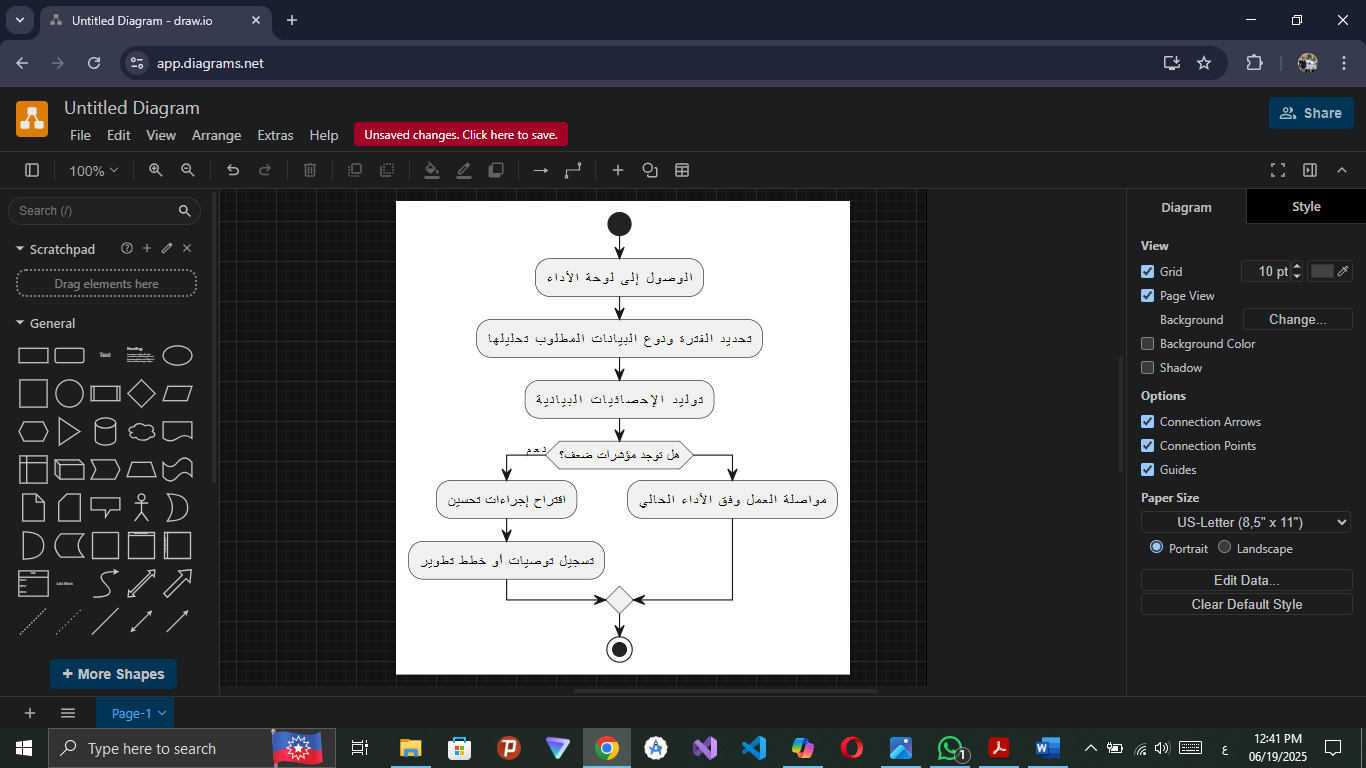 Untitled Diagram - draw.io
app.diagrams.net
Untitled Diagram
File Edit View Arrange Extras Help
Unsaved changes. Click here to save.
Share
100%
Search (/)
Scratchpad
Drag elements here
General
Text
Heading
List Item
+ More Shapes
الوصول إلى لوحة الأداء
تحديد الفترة ونوع البيانات المطلوب تحليلها
توليد الإحصائيات البيانية
هل توجد مؤشرات ضعف؟
نعم
اقتراح إجراءات تحسين
مواصلة العمل وفق الأداء الحالي
تسجيل توصيات أو خطط تطوير
Diagram
Style
View
Grid
10 pt
Page View
Background
Change...
Background Color
Shadow
Options
Connection Arrows
Connection Points
Guides
Paper Size
US-Letter (8,5" x 11")
Portrait Landscape
Edit Data...
Clear Default Style
Page-1
Type here to search
1
ع
12:41 PM
06/19/2025